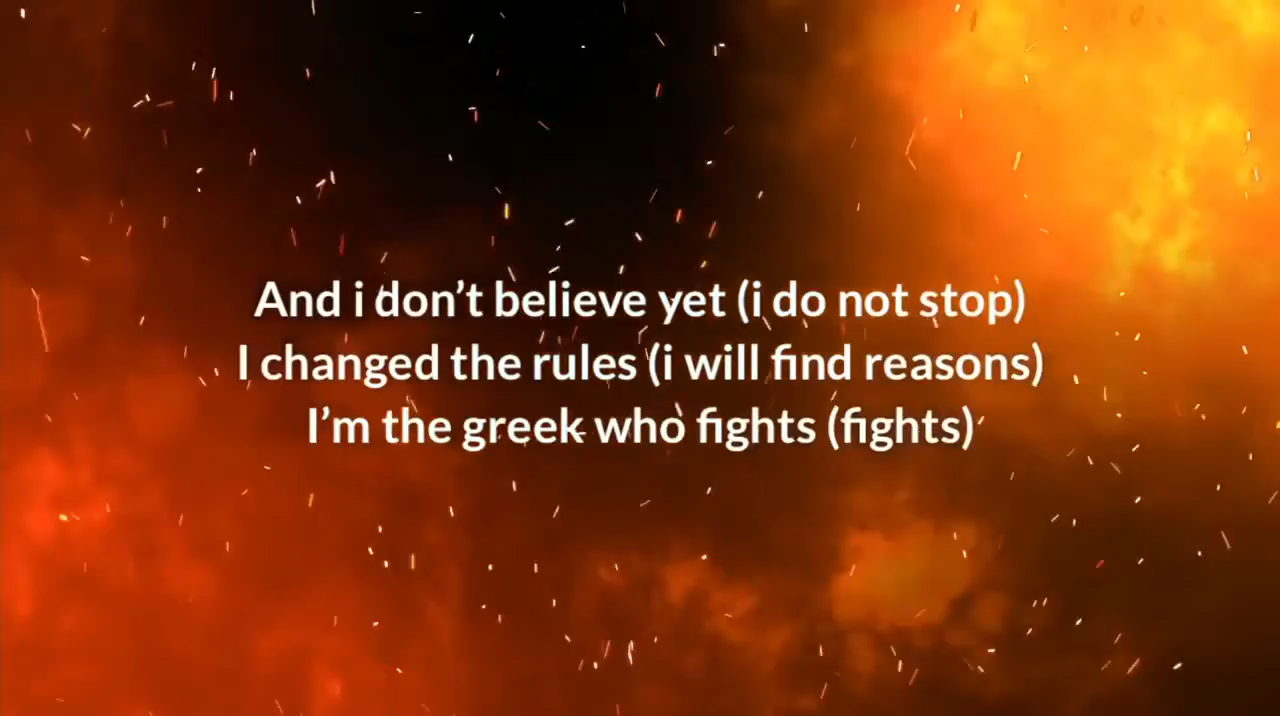 And i don’t believe yet (i do not stop)
I changed the rules (i will find reasons)
I’m the greek who fights (fights)